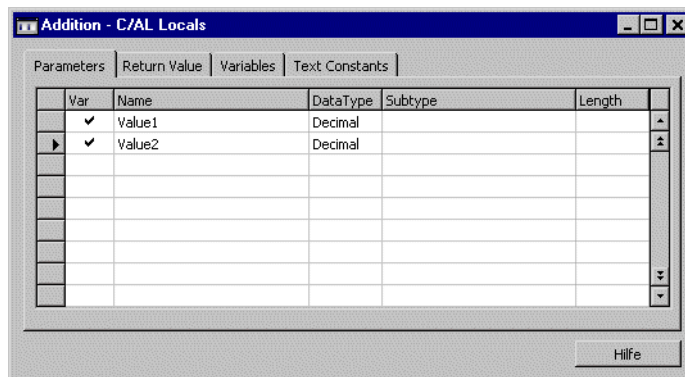 Addition - C/AL Locals
Parameters Return Value Variables Text Constants
Var Name DataType Subtype Length
Value1 Decimal
Value2 Decimal
Hilfe